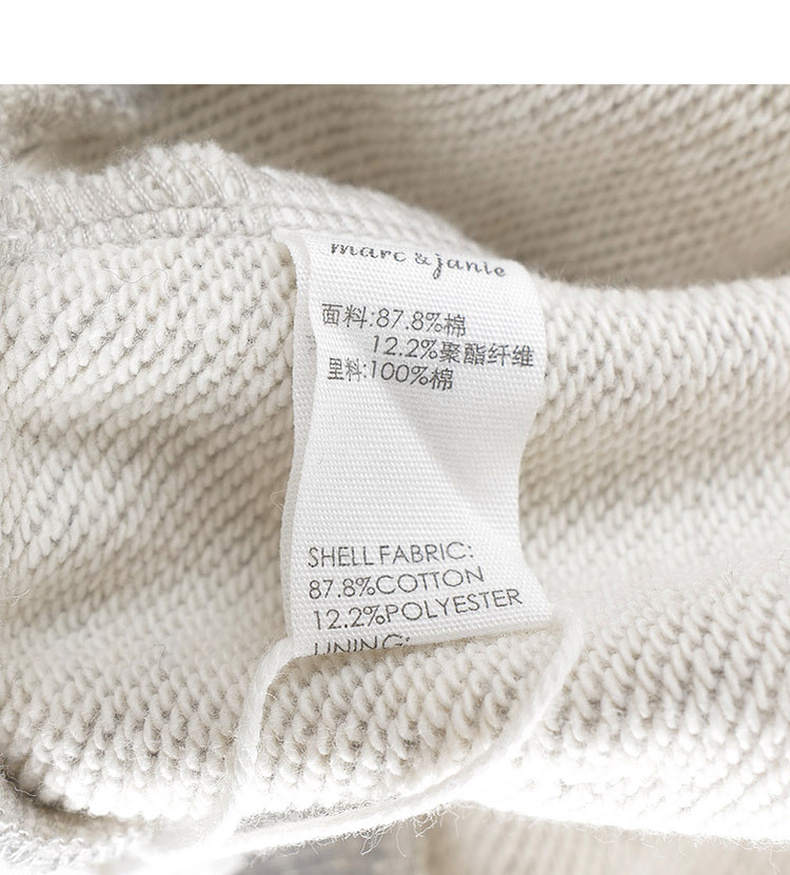 marc & janie
面料:87.8%棉
12.2%聚酯纤维
里料:100%棉
SHELL FABRIC:
87.8%COTTON
12.2%POLYESTER
LINING: